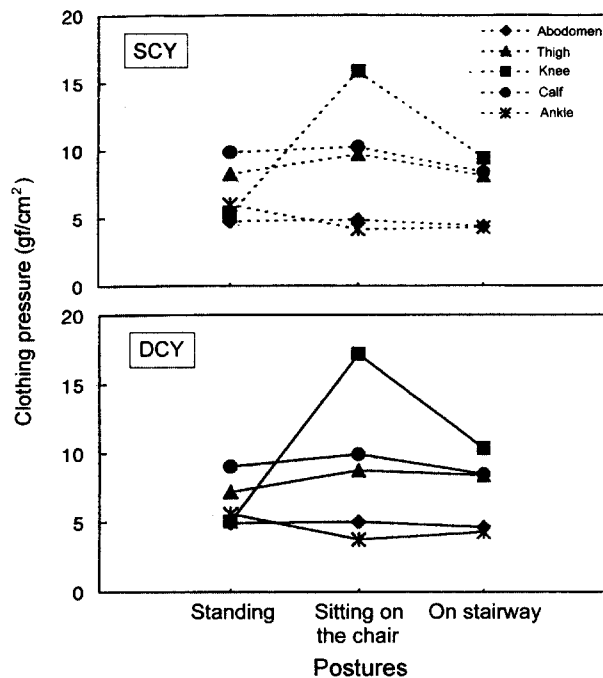 SCY
Abodomen
Thigh
Knee
Calf
Ankle
20
15
10
5
0
Clothing pressure (gf/cm²)
DCY
20
15
10
5
0
Standing
Sitting on
the chair
On stairway
Postures